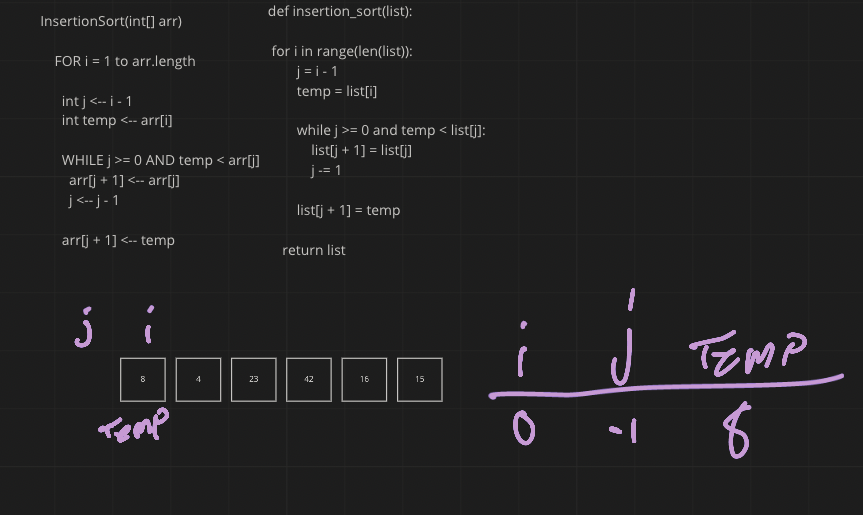 InsertionSort(int[] arr)
FOR i = 1 to arr.length
int j <-- i - 1
int temp <-- arr[i]
WHILE j >= 0 AND temp < arr[j]
arr[j + 1] <-- arr[j]
j <-- j - 1
arr[j + 1] <-- temp
def insertion_sort(list):
for i in range(len(list)):
j = i - 1
temp = list[i]
while j >= 0 and temp < list[j]:
list[j + 1] = list[j]
j -= 1
list[j + 1] = temp
return list
j i
8 4 23 42 16 15
TEMP
i j TEMP
0 -1 8